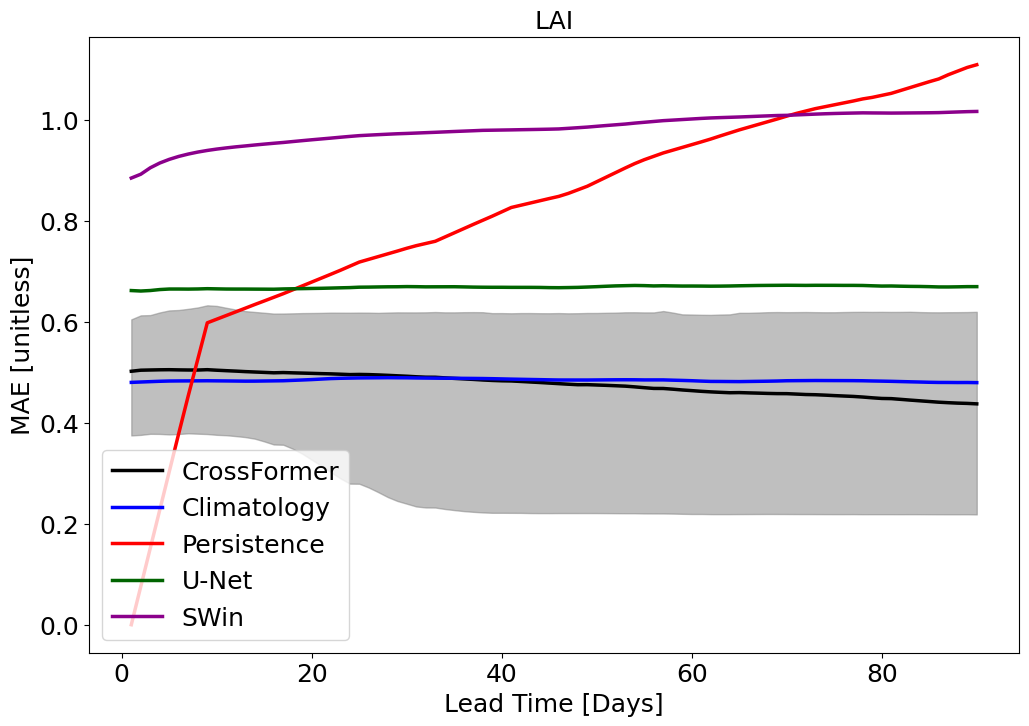 LAI
MAE [unitless]
1.0
0.8
0.6
0.4
0.2
0.0
CrossFormer
Climatology
Persistence
U-Net
SWin
0 20 40 60 80
Lead Time [Days]